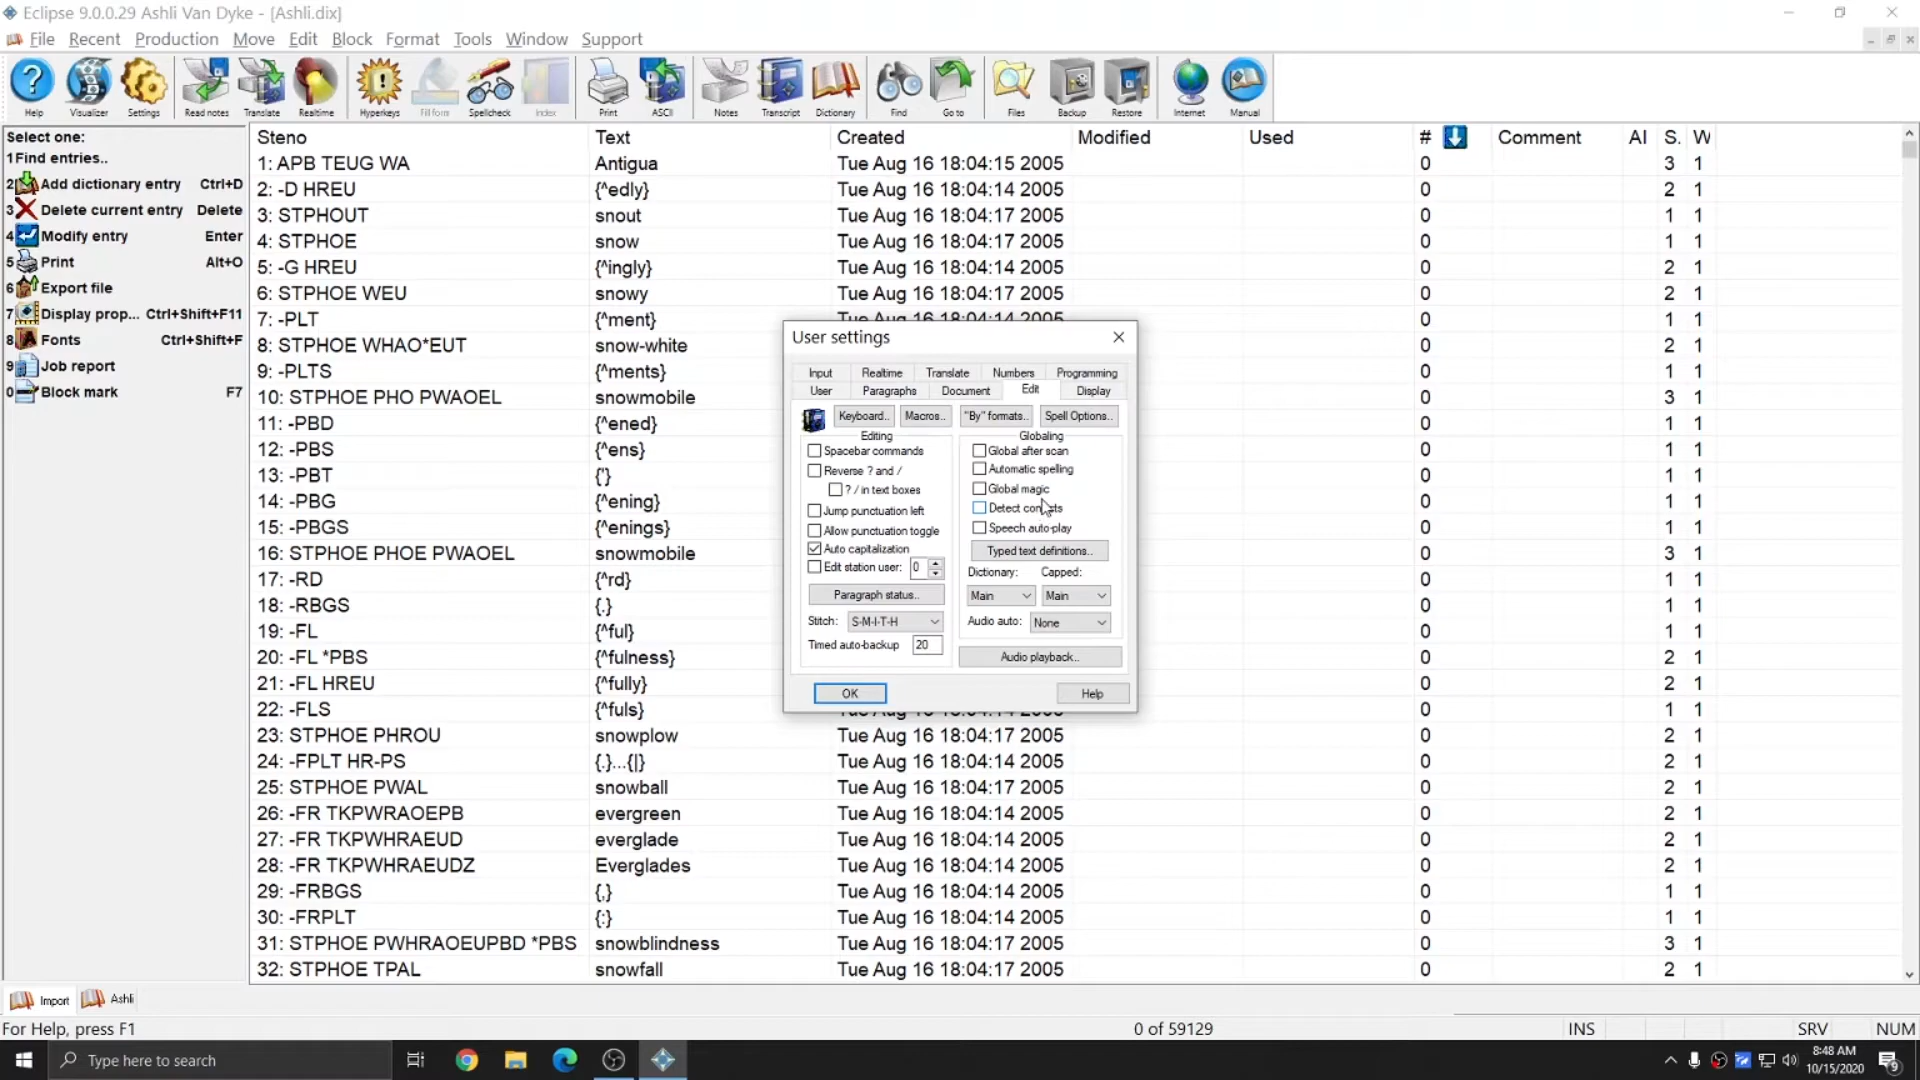 Eclipse 9.0.0.29 Ashli Van Dyke - [Ashli.dix]
File Recent Production Move Edit Block Format Tools Window Support
Help Visualizer Settings Read notes Translate Realtime Hyperkeys Fill form Spellcheck Index Print ASCII Notes Transcript Dictionary Find Go to Files Backup Restore Internet Manual
Select one:
1 Find entries..
2 Add dictionary entry Ctrl+D
3 Delete current entry Delete
4 Modify entry Enter
5 Print Alt+O
6 Export file
7 Display prop... Ctrl+Shift+F11
8 Fonts Ctrl+Shift+F
9 Job report
0 Block mark F7
Steno Text Created Modified Used # Comment AI S. W
1: APB TEUG WA Antigua Tue Aug 16 18:04:15 2005 0 3 1
2: -D HREU {^edly} Tue Aug 16 18:04:14 2005 0 2 1
3: STPHOUT snout Tue Aug 16 18:04:17 2005 0 1 1
4: STPHOE snow Tue Aug 16 18:04:17 2005 0 1 1
5: -G HREU {^ingly} Tue Aug 16 18:04:14 2005 0 2 1
6: STPHOE WEU snowy Tue Aug 16 18:04:17 2005 0 2 1
7: -PLT {^ment} Tue Aug 16 18:04:14 2005 0 1 1
8: STPHOE WHAO*EUT snow-white 0 2 1
9: -PLTS {^ments} 0 1 1
10: STPHOE PHO PWAOEL snowmobile 0 3 1
11: -PBD {^ened} 0 1 1
12: -PBS {^ens} 0 1 1
13: -PBT {'} 0 1 1
14: -PBG {^ening} 0 1 1
15: -PBGS {^enings} 0 1 1
16: STPHOE PHOE PWAOEL snowmobile 0 3 1
17: -RD {^rd} 0 1 1
18: -RBGS {.} 0 1 1
19: -FL {^ful} 0 1 1
20: -FL *PBS {^fulness} 0 2 1
21: -FL HREU {^fully} 0 2 1
22: -FLS {^fuls} Tue Aug 16 18:04:14 2005 0 1 1
23: STPHOE PHROU snowplow Tue Aug 16 18:04:17 2005 0 2 1
24: -FPLT HR-PS {.}...{|} Tue Aug 16 18:04:14 2005 0 2 1
25: STPHOE PWAL snowball Tue Aug 16 18:04:17 2005 0 2 1
26: -FR TKPWRAOEPB evergreen Tue Aug 16 18:04:14 2005 0 2 1
27: -FR TKPWHRAEUD everglade Tue Aug 16 18:04:14 2005 0 2 1
28: -FR TKPWHRAEUDZ Everglades Tue Aug 16 18:04:14 2005 0 2 1
29: -FRBGS {,} Tue Aug 16 18:04:14 2005 0 1 1
30: -FRPLT {:} Tue Aug 16 18:04:14 2005 0 1 1
31: STPHOE PWHRAOEUPBD *PBS snowblindness Tue Aug 16 18:04:17 2005 0 3 1
32: STPHOE TPAL snowfall Tue Aug 16 18:04:17 2005 0 2 1
User settings
Input Realtime Translate Numbers Programming
User Paragraphs Document Edit Display
Keyboard.. Macros.. "By" formats.. Spell Options..
Editing
Spacebar commands
Reverse ? and /
? / in text boxes
Jump punctuation left
Allow punctuation toggle
Auto capitalization
Edit station user: 0
Paragraph status..
Stitch: S-M-I-T-H
Timed auto-backup 20
Globaling
Global after scan
Automatic spelling
Global magic
Detect conflicts
Speech auto-play
Typed text definitions..
Dictionary: Capped:
Main Main
Audio auto: None
Audio playback..
OK Help
Import Ashli
For Help, press F1 0 of 59129 INS SRV NUM
Type here to search
8:48 AM
10/15/2020
9